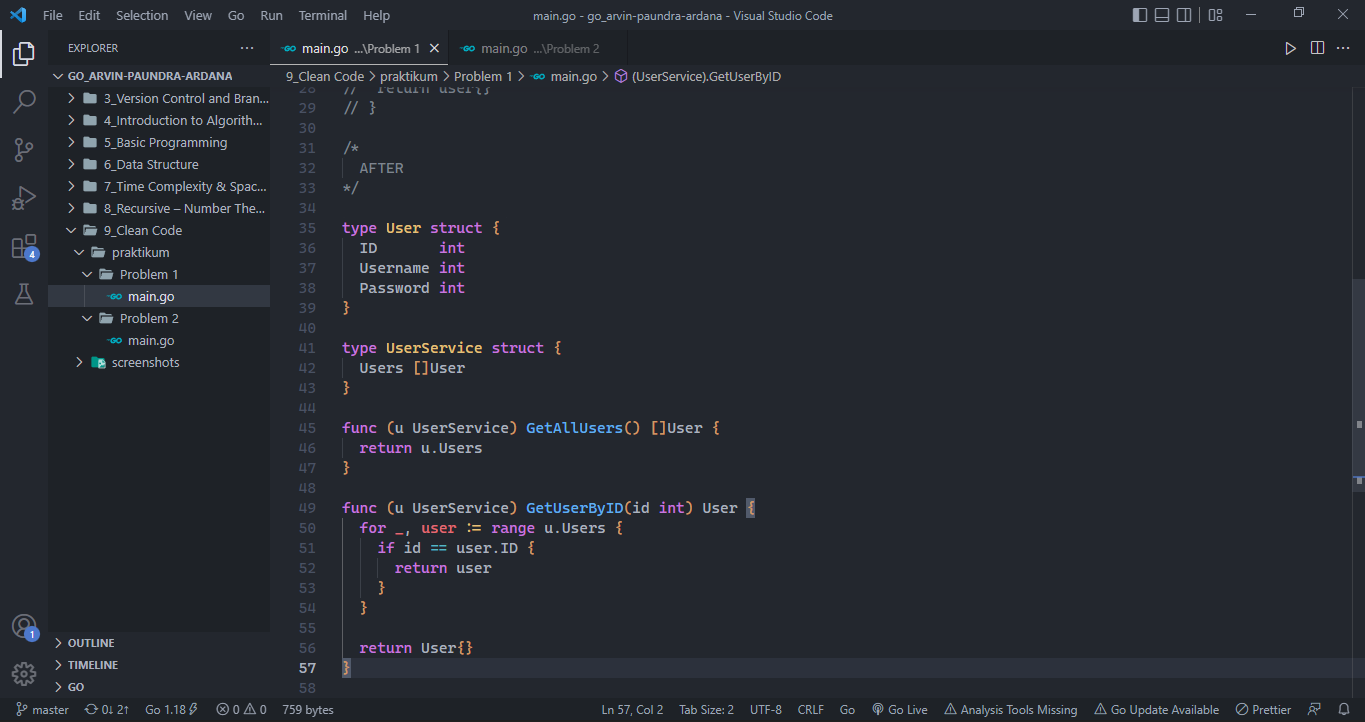 File Edit Selection View Go Run Terminal Help
main.go - go_arvin-paundra-ardana - Visual Studio Code
EXPLORER
GO_ARVIN-PAUNDRA-ARDANA
3_Version Control and Bran...
4_Introduction to Algorith...
5_Basic Programming
6_Data Structure
7_Time Complexity & Spac...
8_Recursive – Number The...
9_Clean Code
praktikum
Problem 1
main.go
Problem 2
main.go
screenshots
OUTLINE
TIMELINE
GO
4
1
main.go ...\Problem 1
main.go ...\Problem 2
9_Clean Code > praktikum > Problem 1 > main.go > (UserService).GetUserByID
28 // return user{}
29 // }
30
31 /*
32 AFTER
33 */
34
35 type User struct {
36 ID int
37 Username int
38 Password int
39 }
40
41 type UserService struct {
42 Users []User
43 }
44
45 func (u UserService) GetAllUsers() []User {
46 return u.Users
47 }
48
49 func (u UserService) GetUserByID(id int) User {
50 for _, user := range u.Users {
51 if id == user.ID {
52 return user
53 }
54 }
55
56 return User{}
57 }
58
master 0↓ 2↑ Go 1.18 0 0 759 bytes Ln 57, Col 2 Tab Size: 2 UTF-8 CRLF Go Go Live Analysis Tools Missing Go Update Available Prettier